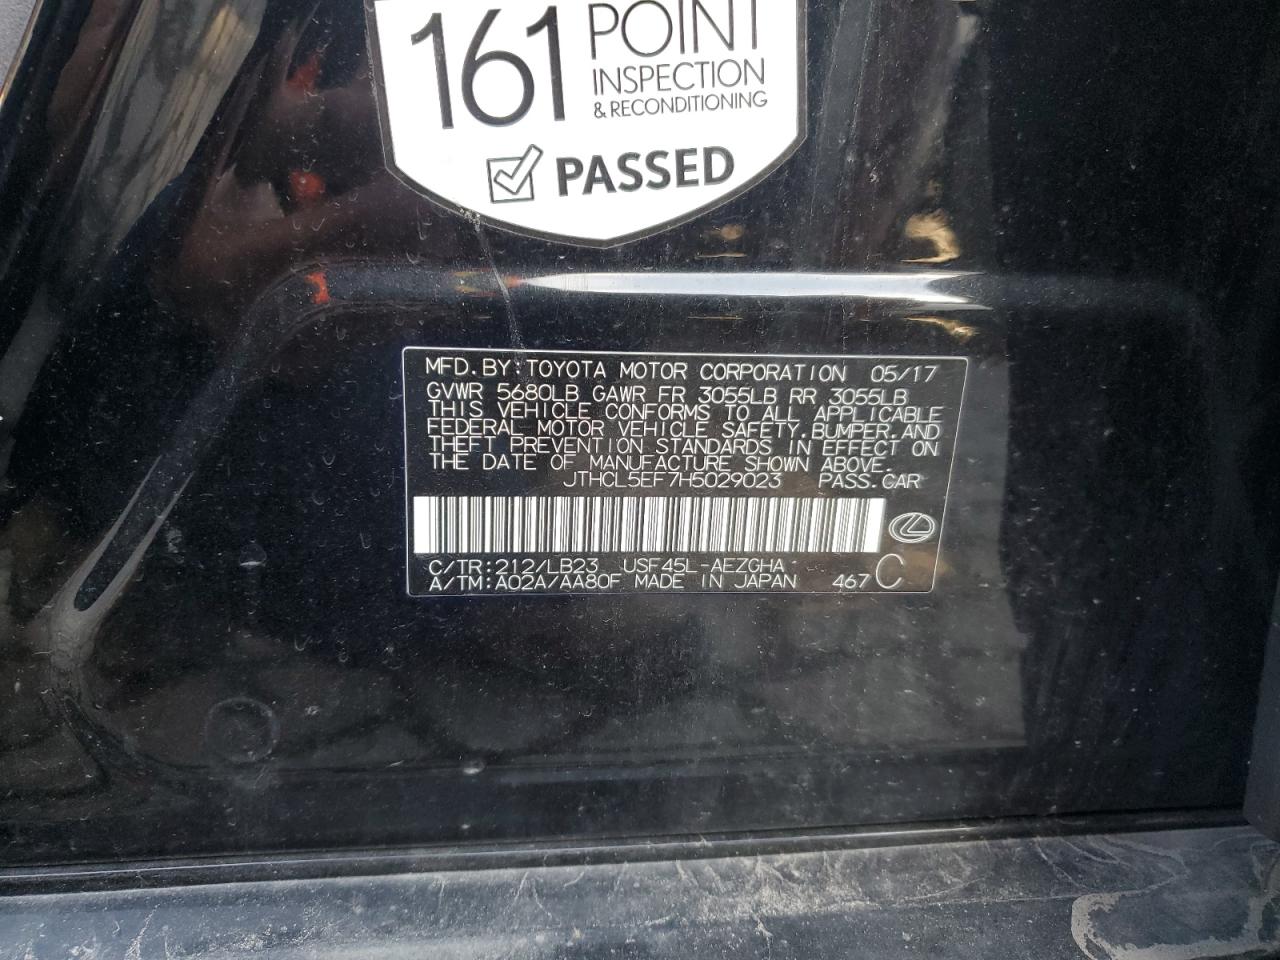 161 POINT
INSPECTION
& RECONDITIONING
PASSED
MFD. BY: TOYOTA MOTOR CORPORATION 05/17
GVWR 5680LB GAWR FR 3055LB RR 3055LB
THIS VEHICLE CONFORMS TO ALL APPLICABLE
FEDERAL MOTOR VEHICLE SAFETY, BUMPER, AND
THEFT PREVENTION STANDARDS IN EFFECT ON
THE DATE OF MANUFACTURE SHOWN ABOVE.
JTHCL5EF7H5029023 PASS. CAR
C/TR: 212/LB23 USF45L-AEZGHA
A/TM: A02A/AA80F MADE IN JAPAN 467 C